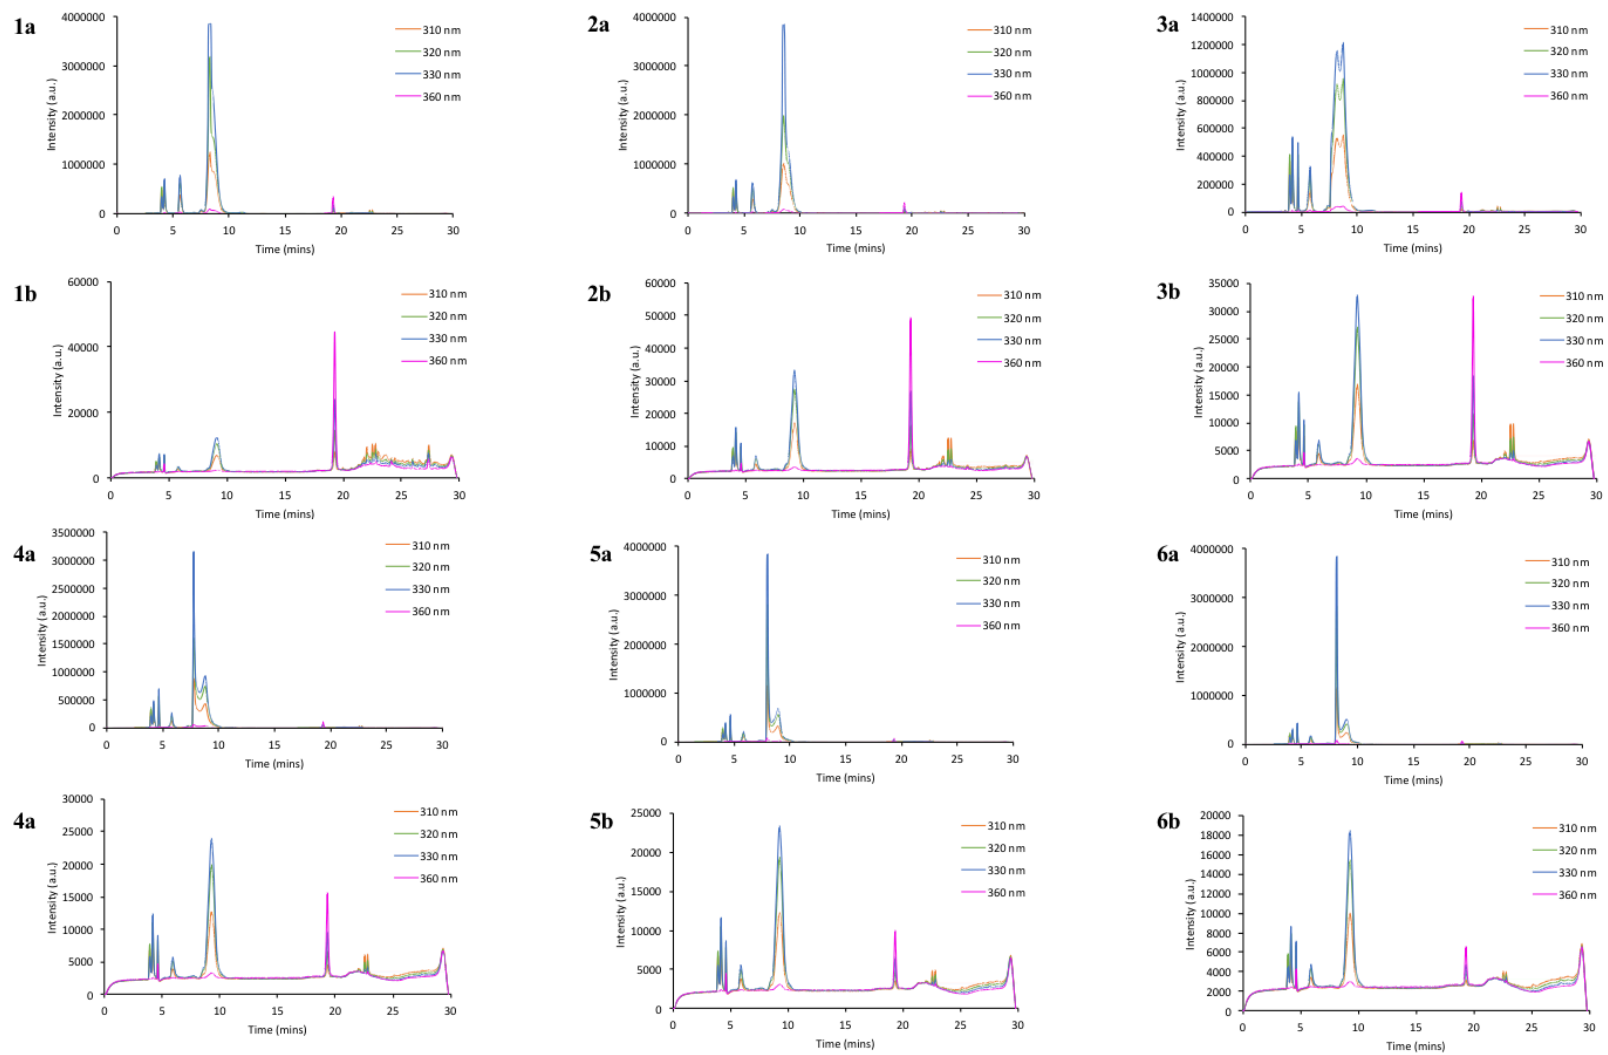 1a
Intensity (a.u.)
4000000
3000000
2000000
1000000
0
0 5 10 15 20 25 30
Time (mins)
310 nm
320 nm
330 nm
360 nm
2a
Intensity (a.u.)
4000000
3000000
2000000
1000000
0
0 5 10 15 20 25 30
Time (mins)
310 nm
320 nm
330 nm
360 nm
3a
Intensity (a.u.)
1400000
1200000
1000000
800000
600000
400000
200000
0
0 5 10 15 20 25 30
Time (mins)
310 nm
320 nm
330 nm
360 nm
1b
Intensity (a.u.)
60000
40000
20000
0
0 5 10 15 20 25 30
Time (mins)
310 nm
320 nm
330 nm
360 nm
2b
Intensity (a.u.)
60000
50000
40000
30000
20000
10000
0
0 5 10 15 20 25 30
Time (mins)
310 nm
320 nm
330 nm
360 nm
3b
Intensity (a.u.)
35000
30000
25000
20000
15000
10000
5000
0
0 5 10 15 20 25 30
Time (mins)
310 nm
320 nm
330 nm
360 nm
4a
Intensity (a.u.)
3500000
3000000
2500000
2000000
1500000
1000000
500000
0
0 5 10 15 20 25 30
Time (mins)
310 nm
320 nm
330 nm
360 nm
5a
Intensity (a.u.)
4000000
3000000
2000000
1000000
0
0 5 10 15 20 25 30
Time (mins)
310 nm
320 nm
330 nm
360 nm
6a
Intensity (a.u.)
4000000
3000000
2000000
1000000
0
0 5 10 15 20 25 30
Time (mins)
310 nm
320 nm
330 nm
360 nm
4a
Intensity (a.u.)
30000
25000
20000
15000
10000
5000
0
0 5 10 15 20 25 30
Time (mins)
310 nm
320 nm
330 nm
360 nm
5b
Intensity (a.u.)
25000
20000
15000
10000
5000
0
0 5 10 15 20 25 30
Time (mins)
310 nm
320 nm
330 nm
360 nm
6b
Intensity (a.u.)
20000
18000
16000
14000
12000
10000
8000
6000
4000
2000
0
0 5 10 15 20 25 30
Time (mins)
310 nm
320 nm
330 nm
360 nm